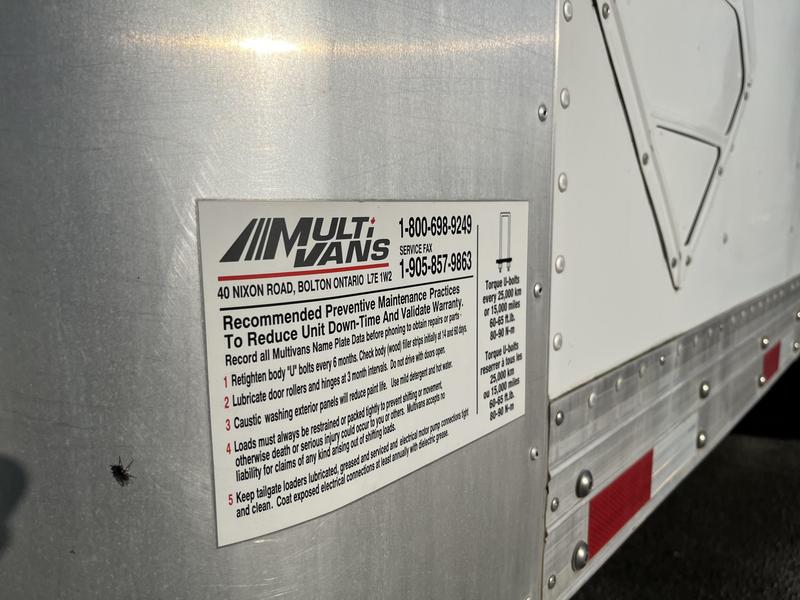 MULTI VANS
1-800-698-9249
SERVICE FAX
1-905-857-9863
40 NIXON ROAD, BOLTON ONTARIO L7E 1W2
Recommended Preventive Maintenance Practices
To Reduce Unit Down-Time And Validate Warranty.
Record all Multivans Name Plate Data before phoning to obtain repairs or parts.
1 Retighten body "U" bolts every 6 months. Check body (wood) filler strips initially at 14 and 60 days.
2 Lubricate door rollers and hinges at 3 month intervals. Do not drive with doors open.
3 Caustic washing exterior panels will reduce paint life. Use mild detergent and hot water.
4 Loads must always be restrained or packed tightly to prevent shifting or movement,
otherwise death or serious injury could occur to you or others. Multivans accepts no
liability for claims of any kind arising out of shifting loads.
5 Keep tailgate loaders lubricated, greased and serviced and electrical motor pump connections tight
and clean. Coat exposed electrical connections at least annually with dielectric grease.
Torque U-bolts
every 25,000 km
or 15,000 miles
60-65 ft.lb.
80-90 N-m
Torque U-bolts
resserrer à tous les
25,000 km
ou 15,000 miles
60-65 ft.lb.
80-90 N-m